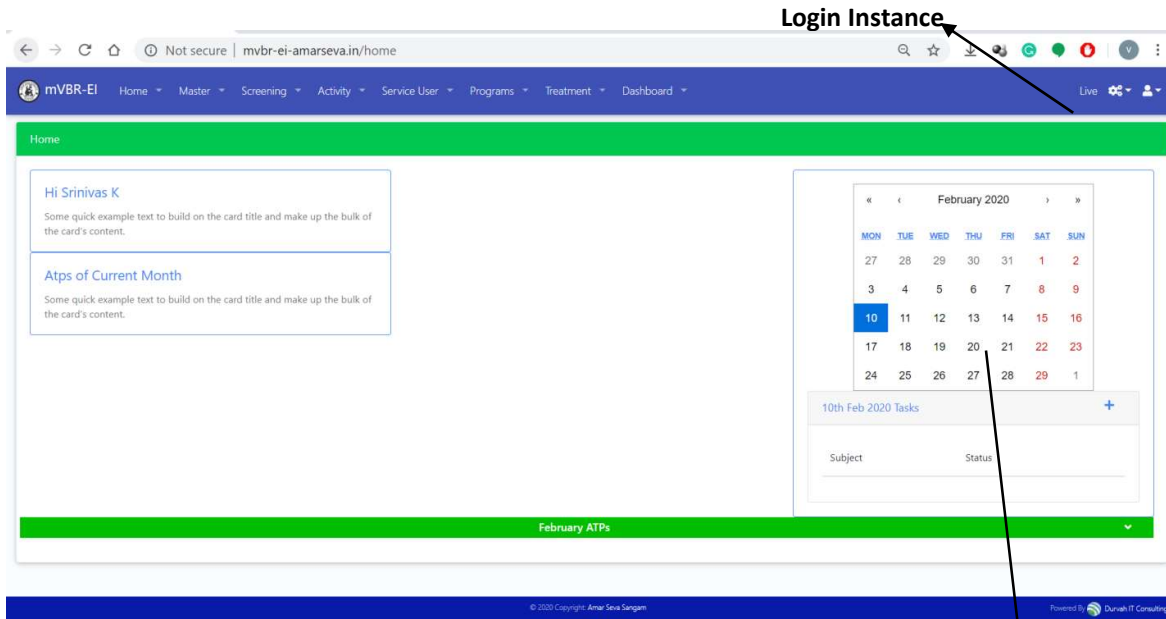 Login Instance
Not secure | mvbr-ei-amarseva.in/home
V
mVBR-EI Home Master Screening Activity Service User Programs Treatment Dashboard Live
Home
Hi Srinivas K
Some quick example text to build on the card title and make up the bulk of
the card's content.
Atps of Current Month
Some quick example text to build on the card title and make up the bulk of
the card's content.
« ‹ February 2020 › »
MON TUE WED THU FRI SAT SUN
27 28 29 30 31 1 2
3 4 5 6 7 8 9
10 11 12 13 14 15 16
17 18 19 20 21 22 23
24 25 26 27 28 29 1
10th Feb 2020 Tasks +
Subject Status
February ATPs
© 2020 Copyright: Amar Seva Sangam Powered By Durvah IT Consulting